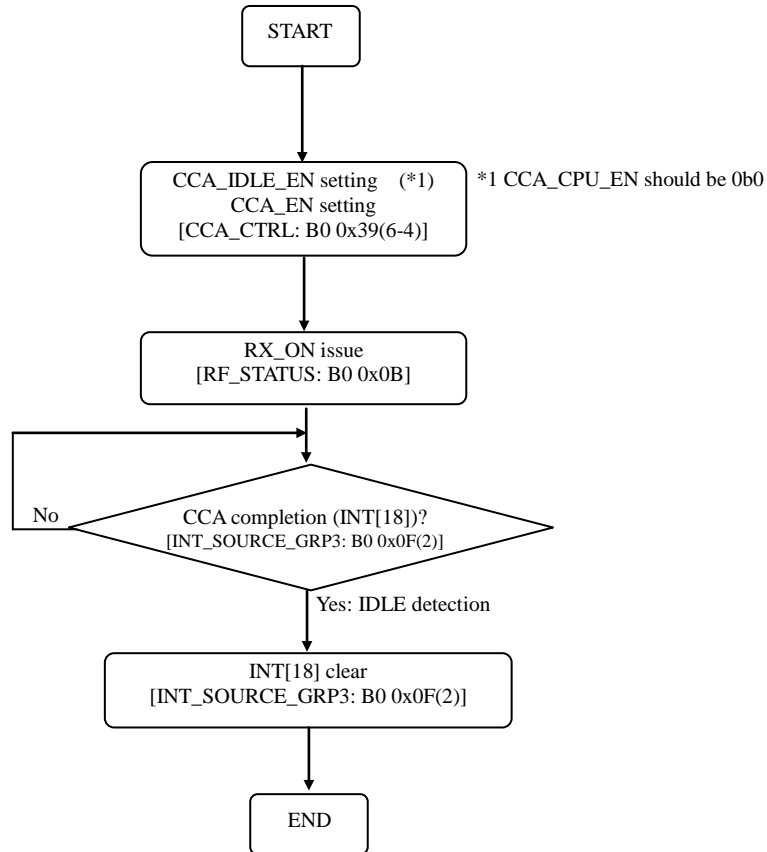 START
CCA_IDLE_EN setting (*1)
CCA_EN setting
[CCA_CTRL: B0 0x39(6-4)]
*1 CCA_CPU_EN should be 0b0
RX_ON issue
[RF_STATUS: B0 0x0B]
No
CCA completion (INT[18])?
[INT_SOURCE_GRP3: B0 0x0F(2)]
Yes: IDLE detection
INT[18] clear
[INT_SOURCE_GRP3: B0 0x0F(2)]
END